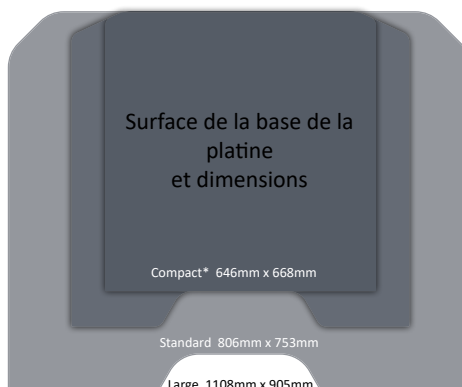 Surface de la base de la
platine
et dimensions
Compact* 646mm x 668mm
Standard 806mm x 753mm
Large 1108mm x 905mm